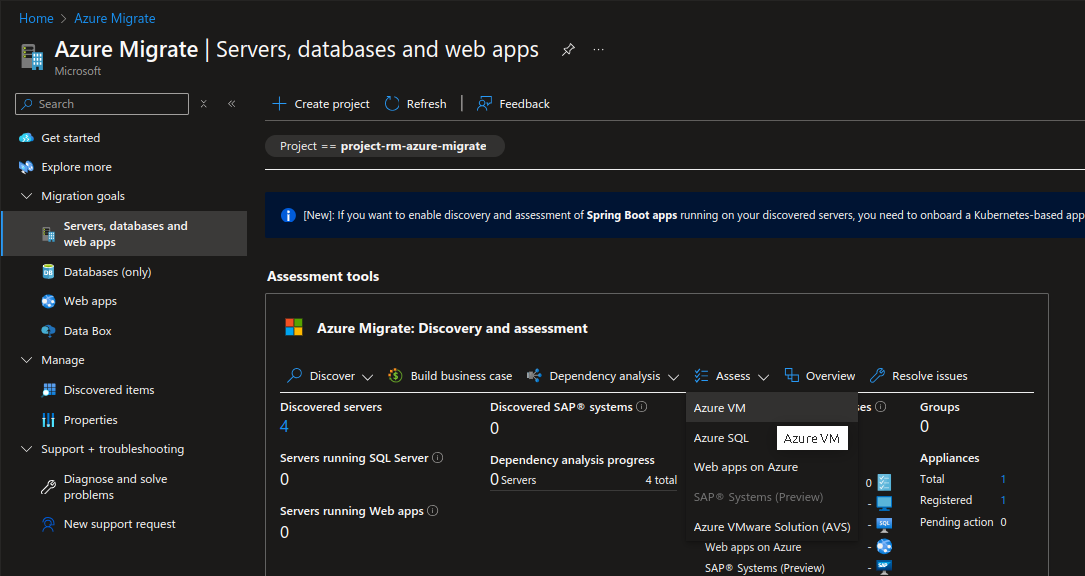 Home > Azure Migrate
Azure Migrate | Servers, databases and web apps
Microsoft
Search
Create project
Refresh
Feedback
Get started
Explore more
Migration goals
Servers, databases and
web apps
Databases (only)
Web apps
Data Box
Manage
Discovered items
Properties
Support + troubleshooting
Diagnose and solve
problems
New support request
Project == project-rm-azure-migrate
[New]: If you want to enable discovery and assessment of Spring Boot apps running on your discovered servers, you need to onboard a Kubernetes-based app
Assessment tools
Azure Migrate: Discovery and assessment
Discover
Build business case
Dependency analysis
Assess
Overview
Resolve issues
Discovered servers
4
Servers running SQL Server
0
Servers running Web apps
0
Discovered SAP® systems
0
Dependency analysis progress
0 Servers 4 total
Azure VM
Azure SQL
Azure VM
Web apps on Azure
SAP® Systems (Preview)
Azure VMware Solution (AVS)
Web apps on Azure -
SAP® Systems (Preview) -
0
-
-
Groups
0
Appliances
Total 1
Registered 1
Pending action 0